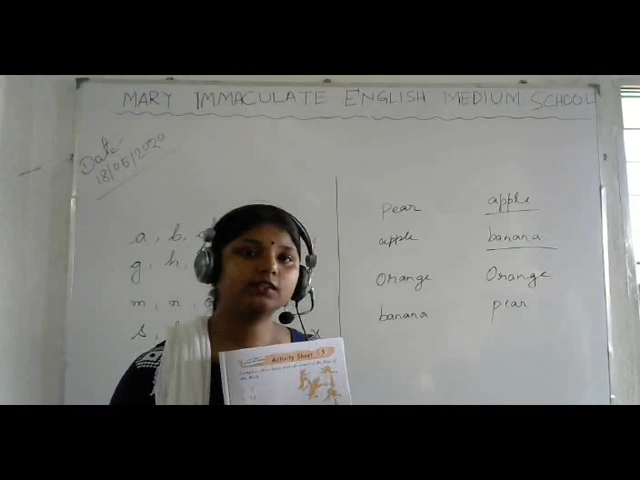 MARY IMMACULATE ENGLISH MEDIUM SCHOOL
Date
18/05/2020
a, b,
g, h,
m, n,
s,
x
pear apple
apple banana
Orange Orange
banana pear
Activity Sheet